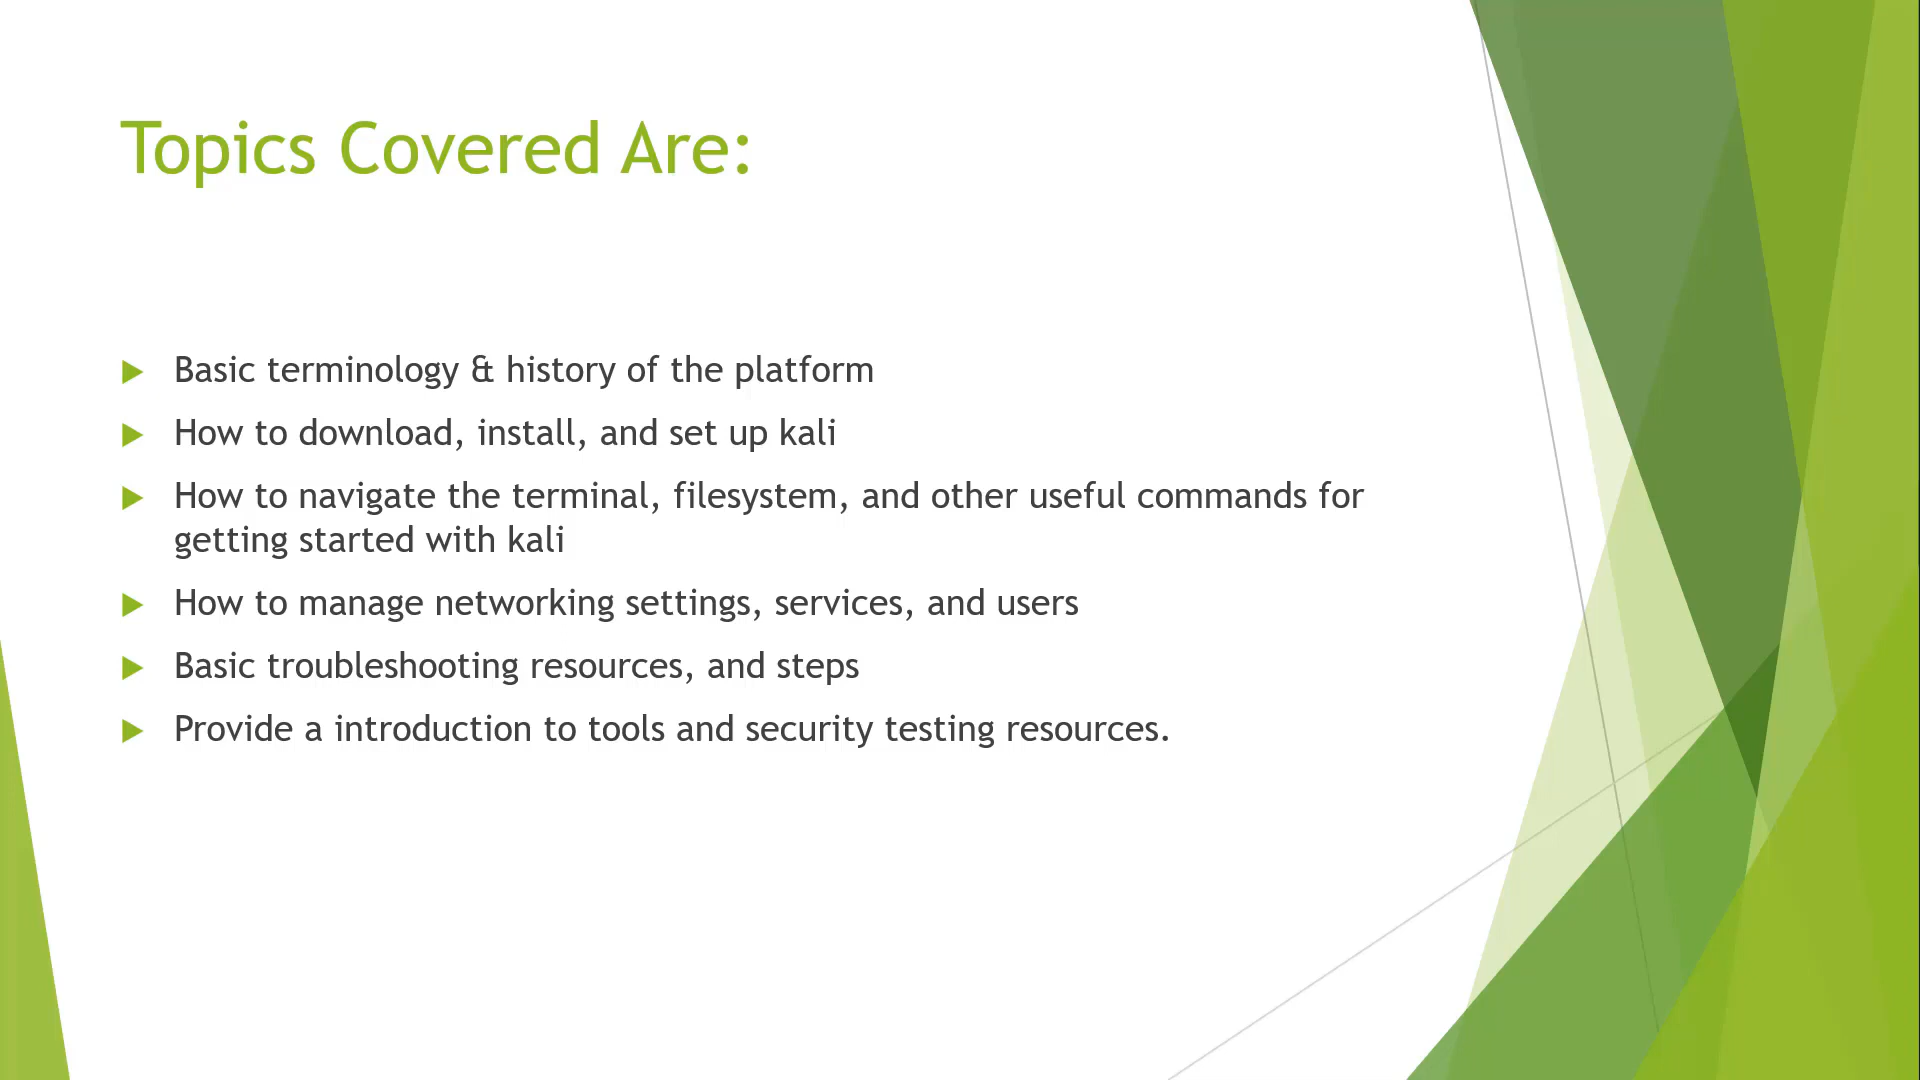 Topics Covered Are:
Basic terminology & history of the platform
How to download, install, and set up kali
How to navigate the terminal, filesystem, and other useful commands for
getting started with kali
How to manage networking settings, services, and users
Basic troubleshooting resources, and steps
Provide a introduction to tools and security testing resources.